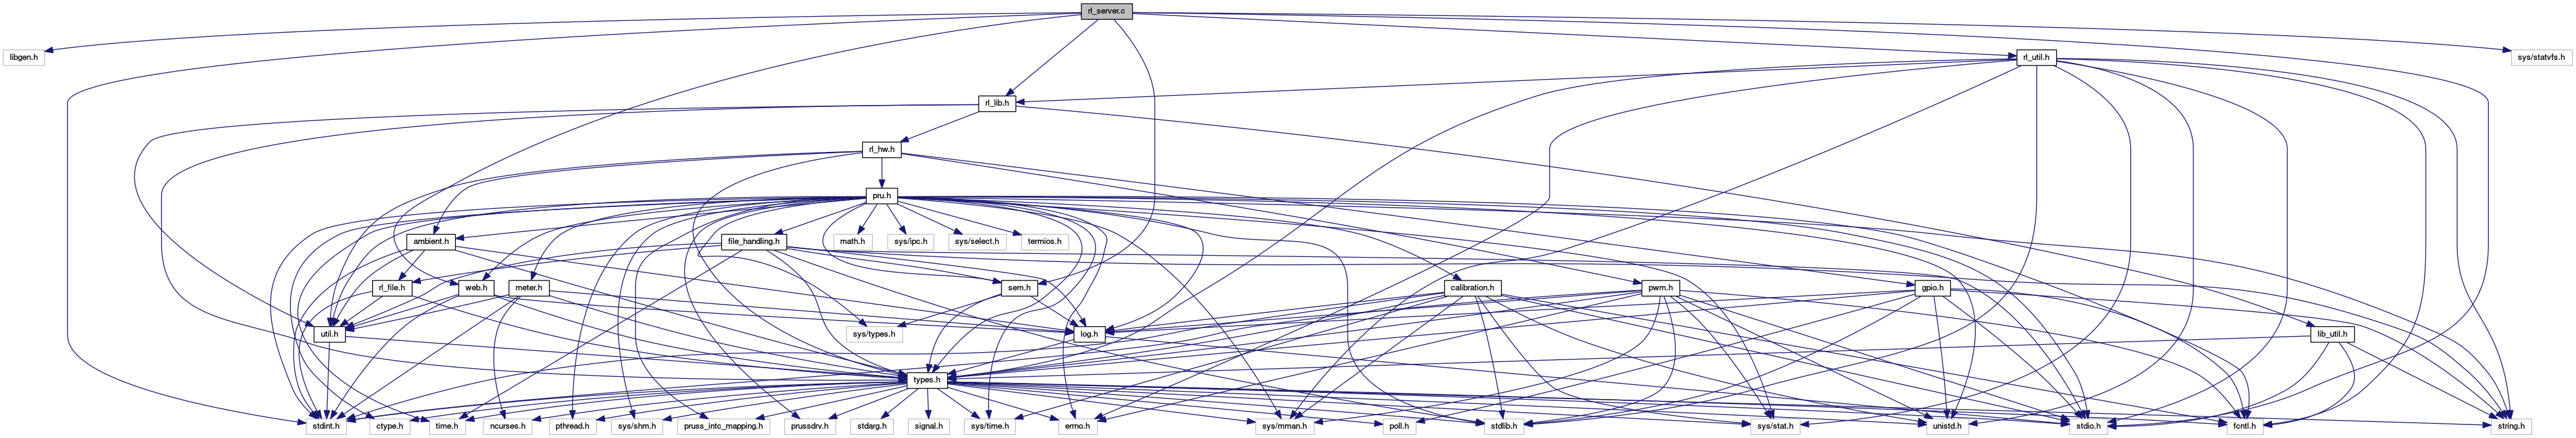 rl_server.c
libgen.h
rl_util.h
sys/statvfs.h
rl_lib.h
rl_hw.h
pru.h
ambient.h
file_handling.h
math.h
sys/ipc.h
sys/select.h
termios.h
rl_file.h
web.h
meter.h
sem.h
calibration.h
pwm.h
gpio.h
util.h
sys/types.h
log.h
lib_util.h
types.h
stdint.h
ctype.h
time.h
ncurses.h
pthread.h
sys/shm.h
pruss_intc_mapping.h
prussdrv.h
stdarg.h
signal.h
sys/time.h
errno.h
sys/mman.h
poll.h
stdlib.h
sys/stat.h
unistd.h
stdio.h
fcntl.h
string.h